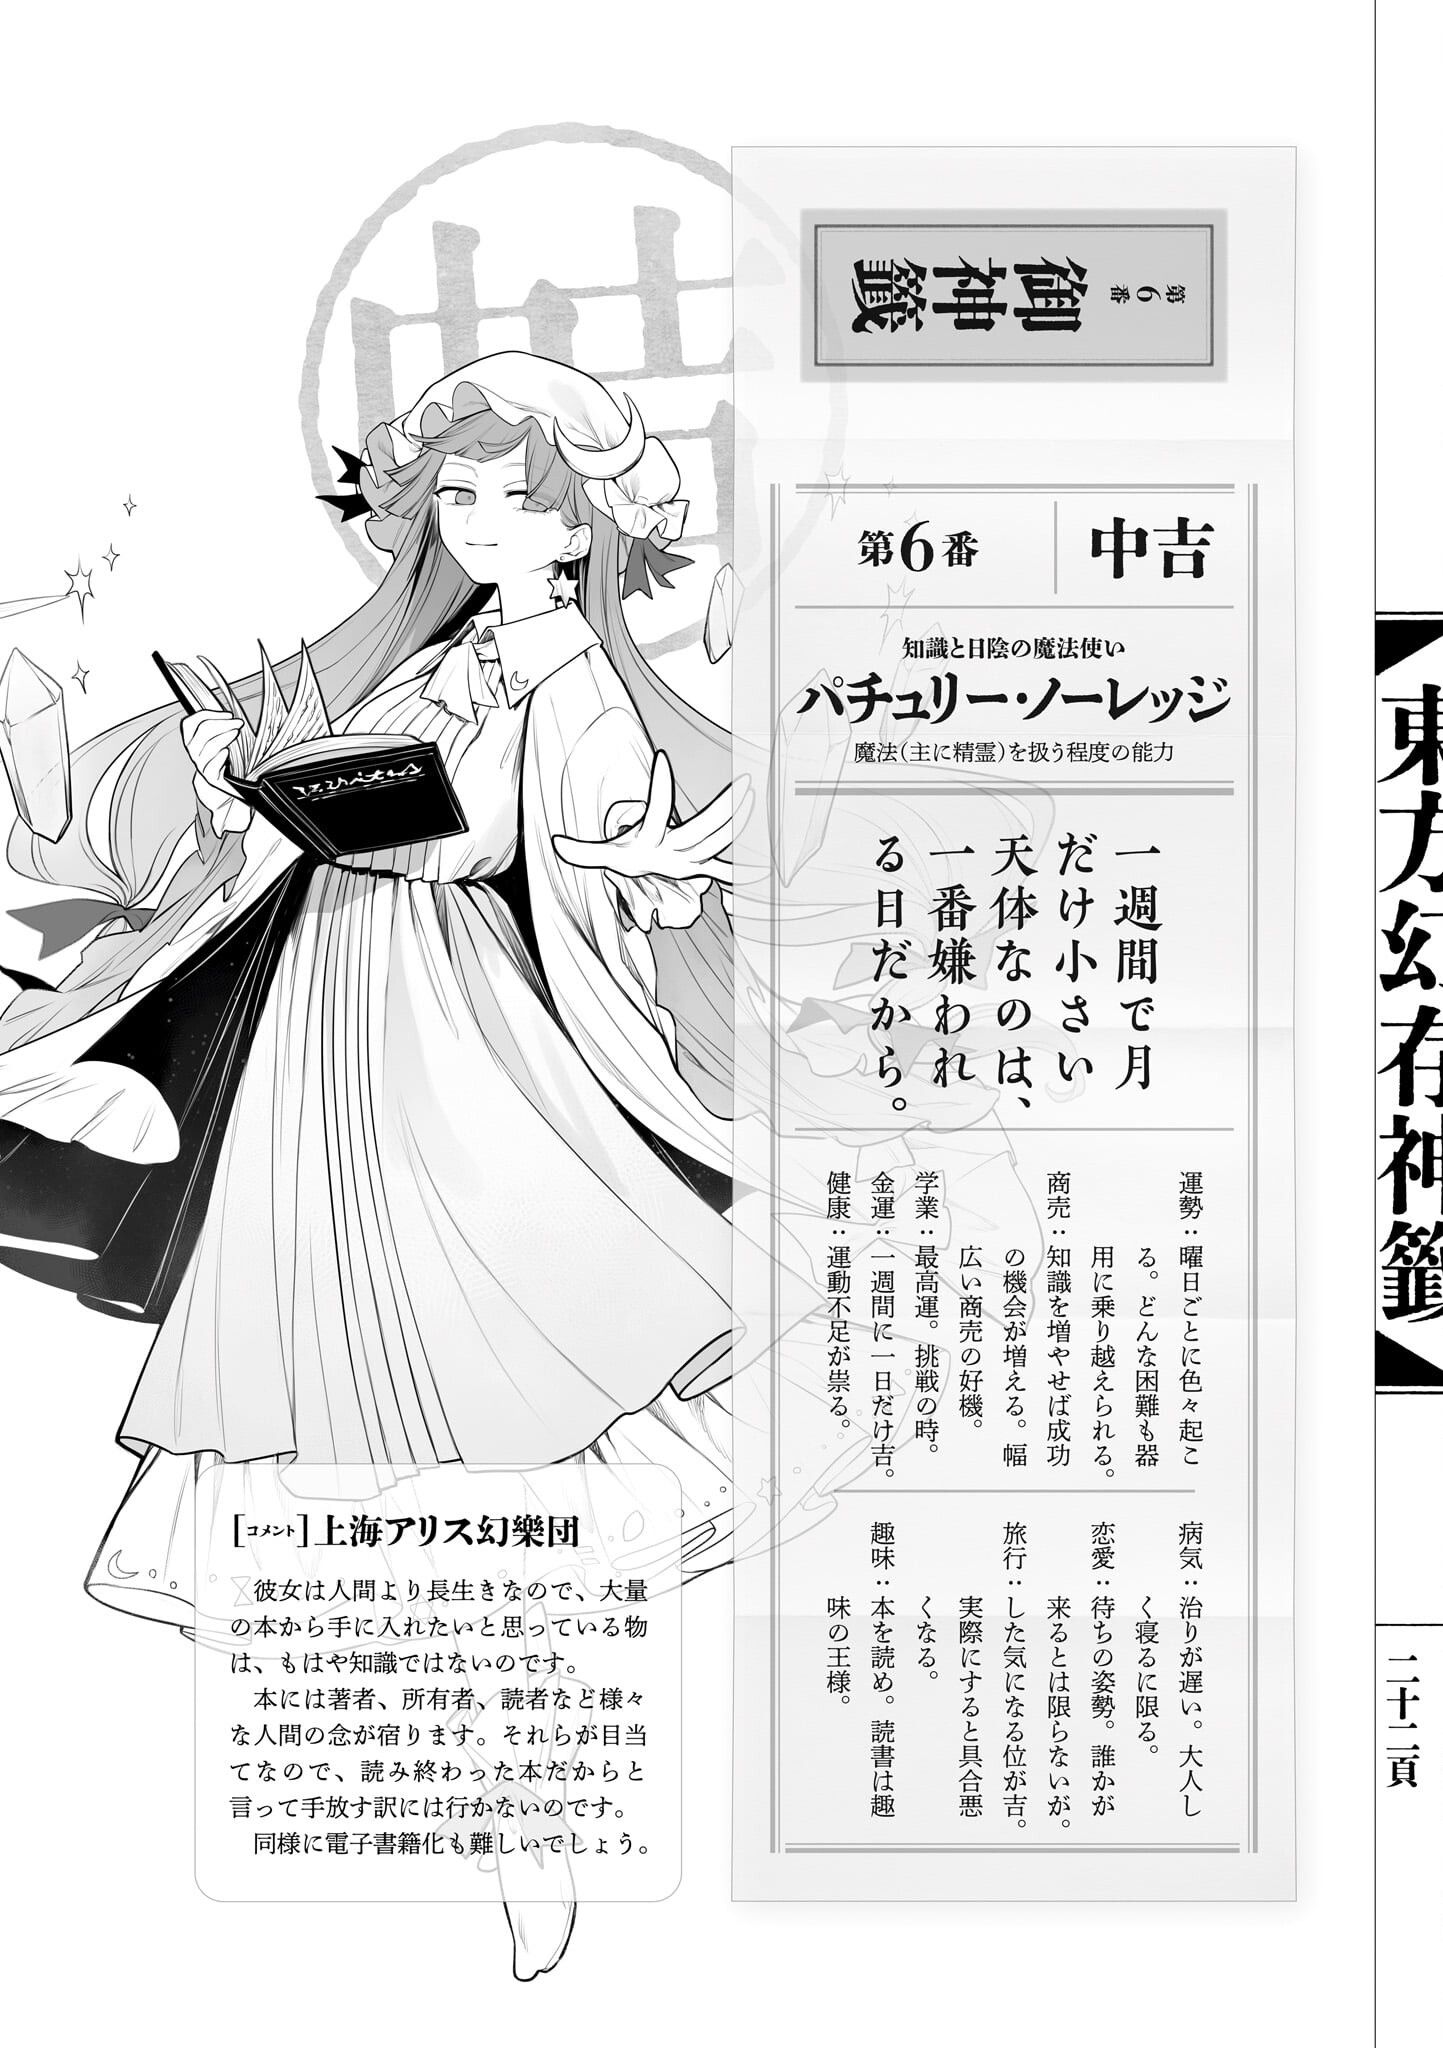 東方幻存神籤
二十二頁
御神籤
第6番
中吉
第6番
知識と日陰の魔法使い
パチュリー・ノーレッジ
魔法(主に精霊)を扱う程度の能力
一週間で月
だけ小さい
天体なのは、
一番嫌われ
る日だから。
運勢：曜日ごとに色々起こ
る。どんな困難も器
用に乗り越えられる。
商売：知識を増やせば成功
の機会が増える。幅
広い商売の好機。
学業：最高運。挑戦の時。
金運：一週間に一日だけ吉。
健康：運動不足が祟る。
病気：治りが遅い。大人し
く寝るに限る。
恋愛：待ちの姿勢。誰かが
来るとは限らないが。
旅行：した気になる位が吉。
実際にすると具合悪
くなる。
趣味：本を読め。読書は趣
味の王様。
[コメント]上海アリス幻樂団
彼女は人間より長生きなので、大量
の本から手に入れたいと思っている物
は、もはや知識ではないのです。
本には著者、所有者、読者など様々
な人間の念が宿ります。それらが目当
てなので、読み終わった本だからと
言って手放す訳には行かないのです。
同様に電子書籍化も難しいでしょう。